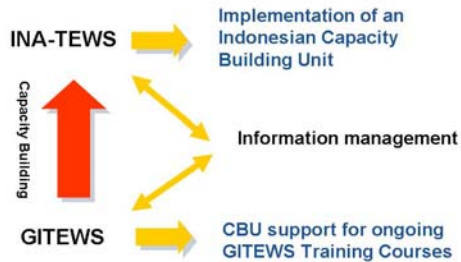 INA-TEWS
Implementation of an
Indonesian Capacity
Building Unit
Capacity Building
Information management
GITEWS
CBU support for ongoing
GITEWS Training Courses